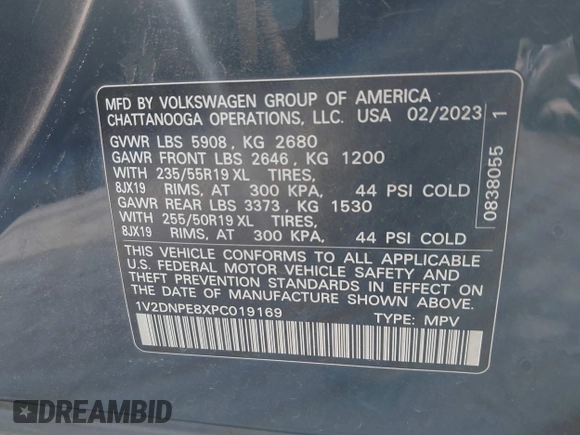 MFD BY VOLKSWAGEN GROUP OF AMERICA
CHATTANOOGA OPERATIONS, LLC. USA 02/2023
GVWR LBS 5908, KG 2680
GAWR FRONT LBS 2646, KG 1200
WITH 235/55R19 XL TIRES,
8JX19 RIMS, AT 300 KPA, 44 PSI COLD
GAWR REAR LBS 3373, KG 1530
WITH 255/50R19 XL TIRES,
8JX19 RIMS, AT 300 KPA, 44 PSI COLD
THIS VEHICLE CONFORMS TO ALL APPLICABLE
U.S. FEDERAL MOTOR VEHICLE SAFETY AND
THEFT PREVENTION STANDARDS IN EFFECT ON
THE DATE OF MANUFACTURE SHOWN ABOVE.
1V2DNPE8XPC019169 TYPE: MPV
0838055 1
DREAMBID